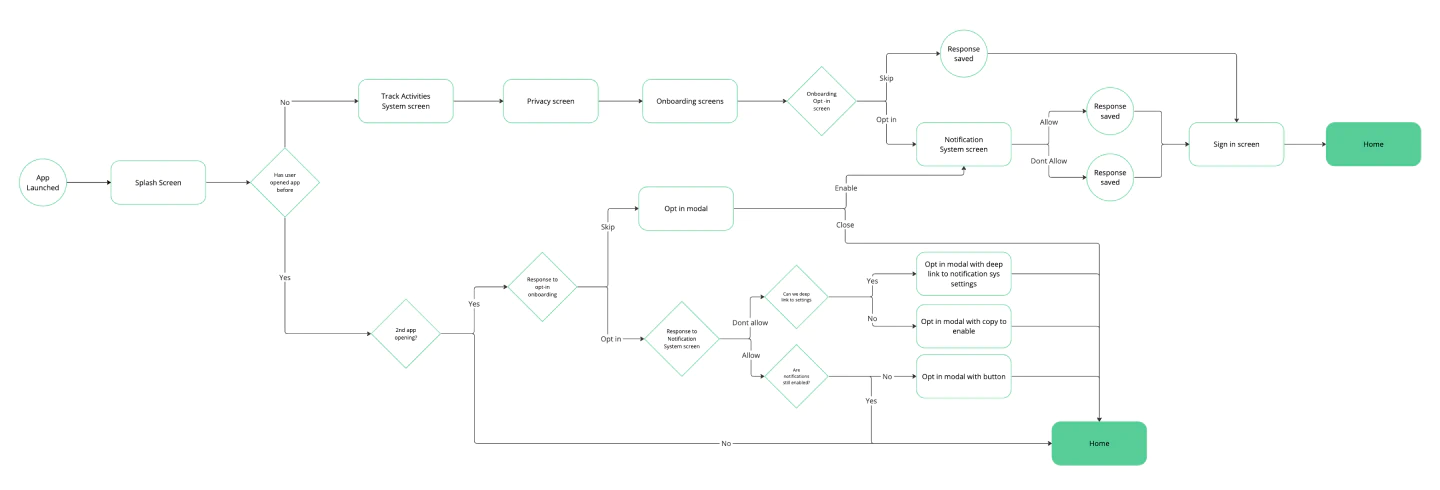 App
Launched
Splash Screen
Has user
opened app
before
No
Yes
Track Activities
System screen
Privacy screen
Onboarding screens
Onboarding
Opt -in
screen
Skip
Opt in
Response
saved
Notification
System screen
Allow
Dont Allow
Response
saved
Response
saved
Sign in screen
Home
2nd app
opening?
Yes
No
Response to
opt-in
onboarding
Skip
Opt in
Opt in modal
Enable
Close
Response to
Notification
System screen
Dont allow
Allow
Can we deep
link to settings
Yes
No
Opt in modal with deep
link to notification sys
settings
Opt in modal with copy to
enable
Are
notifications
still enabled?
No
Yes
Opt in modal with button
Home